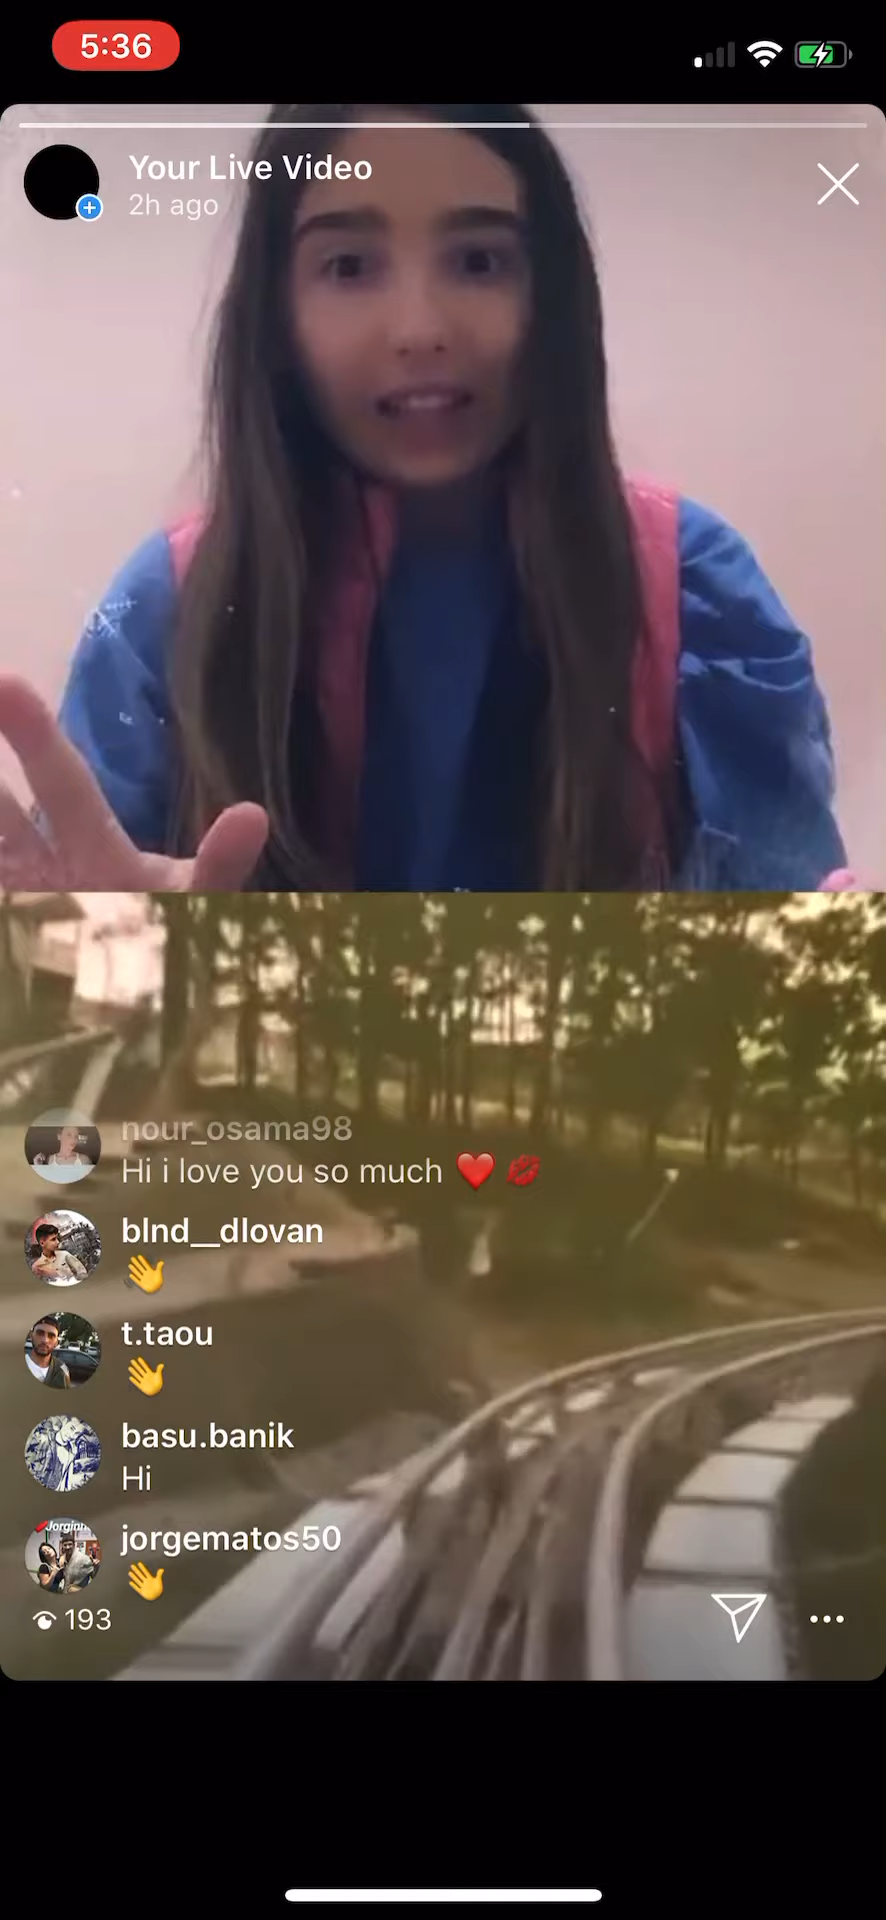 5:36
Your Live Video
2h ago
nour_osama98
Hi i love you so much ❤️ 💋
blnd__dlovan
👋
t.taou
👋
basu.banik
Hi
jorgematos50
👋
193